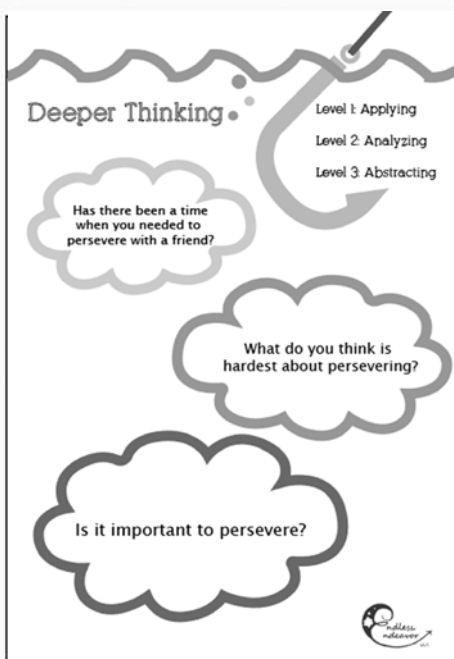 Deeper Thinking
Level 1: Applying
Level 2: Analyzing
Level 3: Abstracting
Has there been a time
when you needed to
persevere with a friend?
What do you think is
hardest about persevering?
Is it important to persevere?
Endless
Endeavor